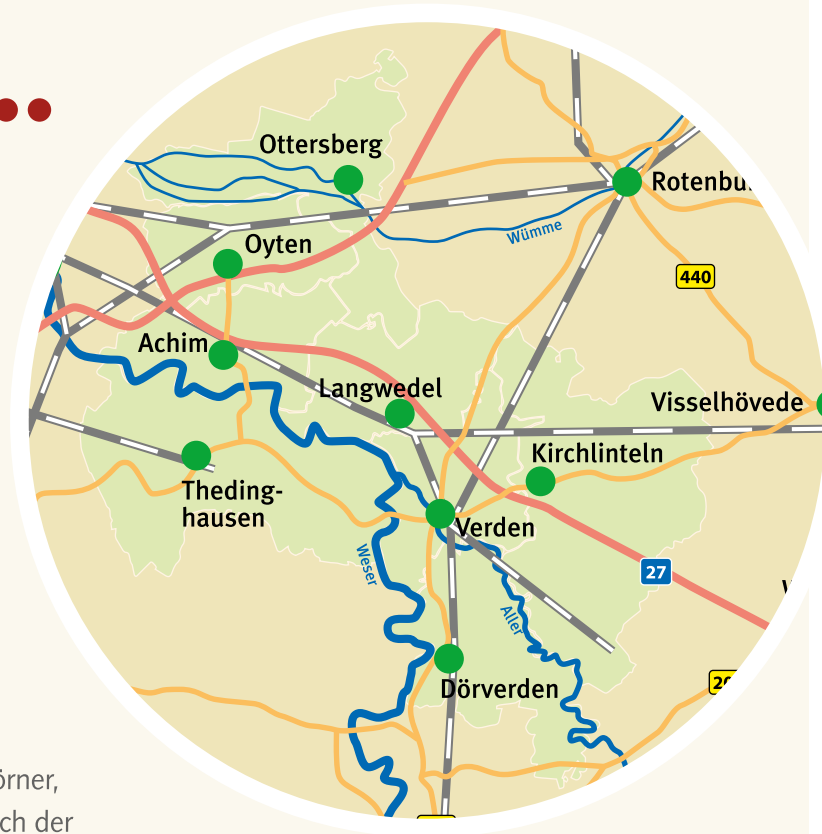 Ottersberg
Rotenbu
Wümme
Oyten
440
Achim
Langwedel
Visselhövede
Kirchlinteln
Theding-
hausen
Verden
Weser
27
Aller
Dörverden
örner,
ch der